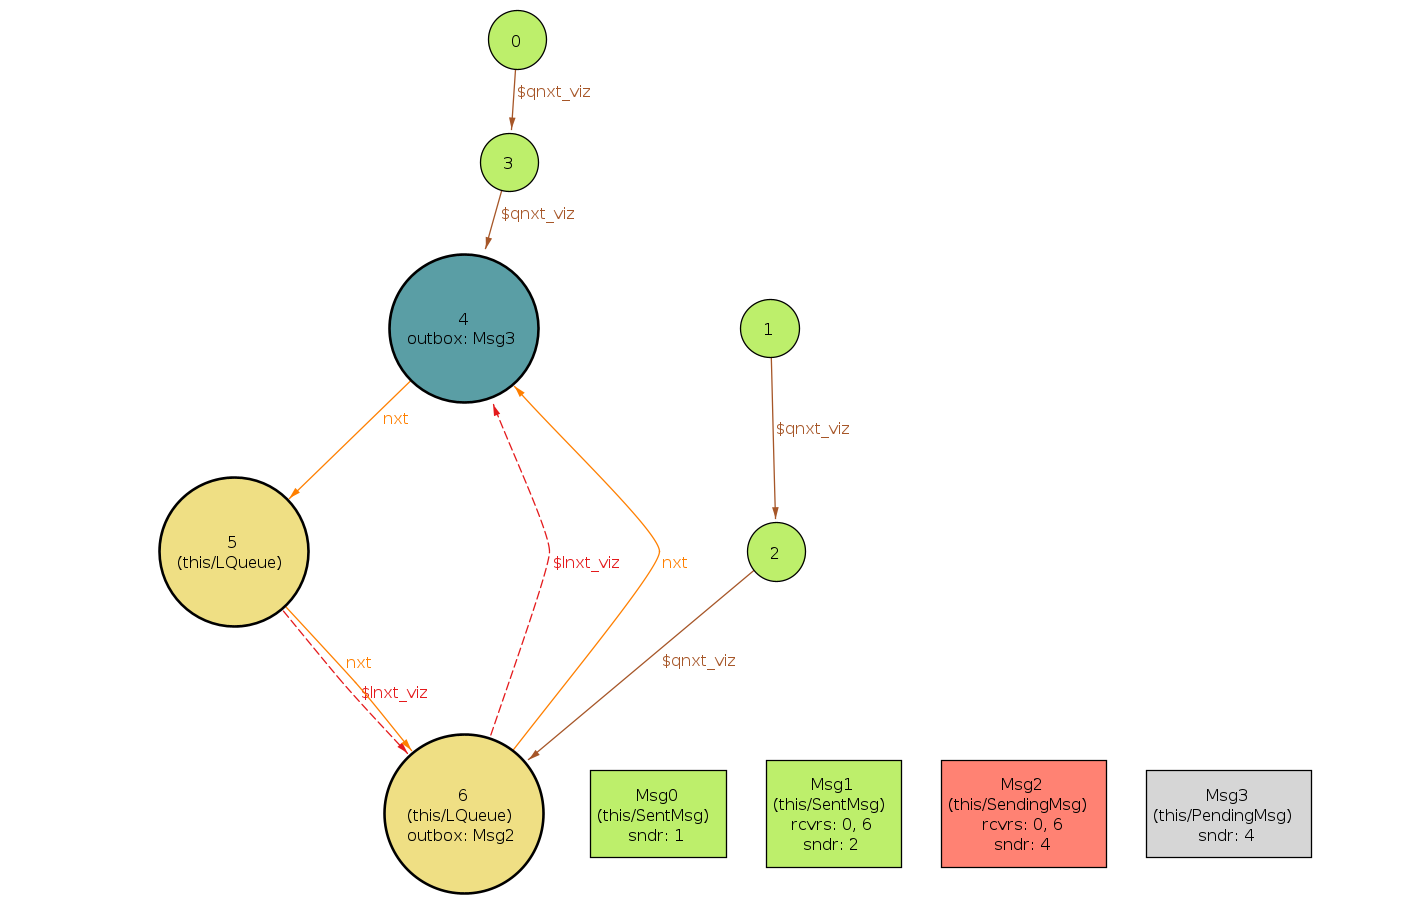 0
$qnxt_viz
3
$qnxt_viz
4
outbox: Msg3
1
nxt
$qnxt_viz
5
(this/LQueue)
$lnxt_viz
nxt
2
nxt
$lnxt_viz
$qnxt_viz
6
(this/LQueue)
outbox: Msg2
Msg0
(this/SentMsg)
sndr: 1
Msg1
(this/SentMsg)
rcvrs: 0, 6
sndr: 2
Msg2
(this/SendingMsg)
rcvrs: 0, 6
sndr: 4
Msg3
(this/PendingMsg)
sndr: 4